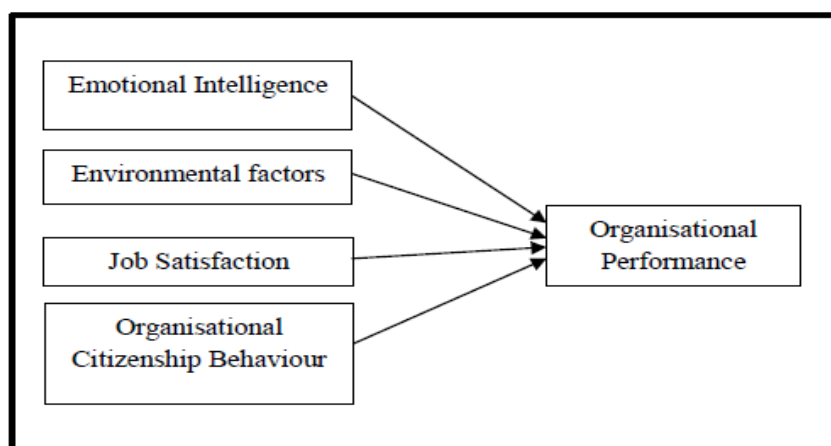 Emotional Intelligence
Environmental factors
Job Satisfaction
Organisational
Citizenship Behaviour
Organisational
Performance